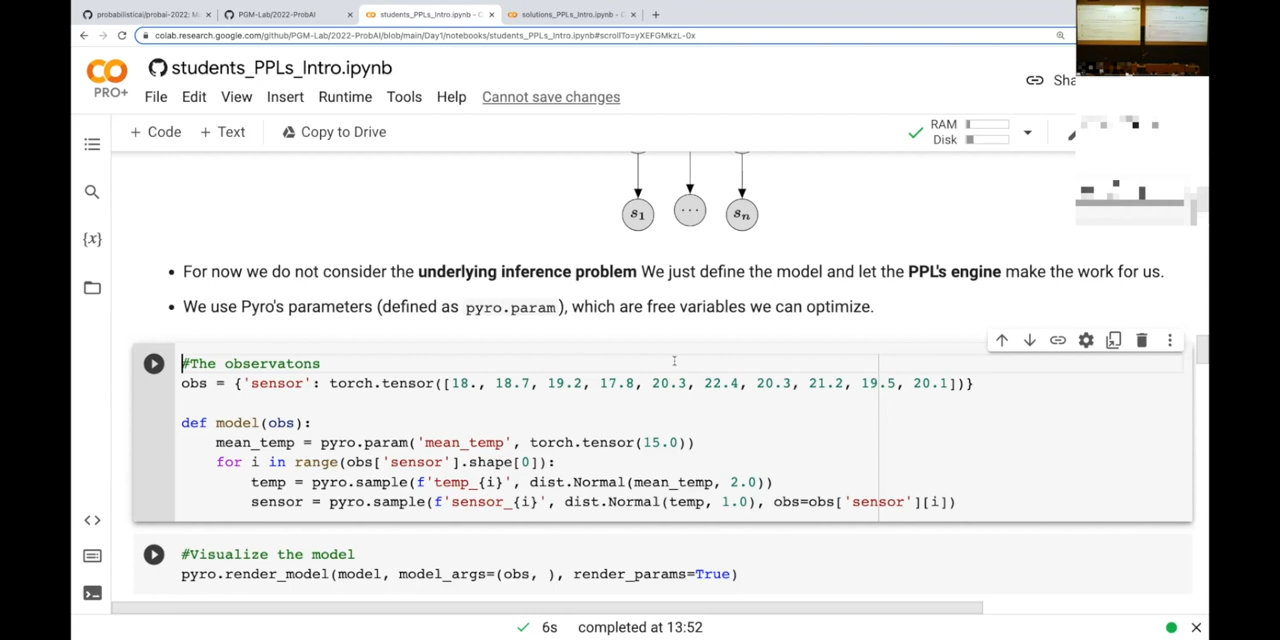 probabilisticai/probai-2022: Ma × PGM-Lab/2022-ProbAI × students_PPLs_Intro.ipynb - C × solutions_PPLs_Intro.ipynb - C × +
colab.research.google.com/github/PGM-Lab/2022-ProbAI/blob/main/Day1/notebooks/students_PPLs_Intro.ipynb#scrollTo=yXEFGMkzL-0x
students_PPLs_Intro.ipynb
PRO+
File Edit View Insert Runtime Tools Help Cannot save changes
Sha
+ Code + Text Copy to Drive
RAM
Disk
s1 ... sn
• For now we do not consider the underlying inference problem We just define the model and let the PPL's engine make the work for us.
• We use Pyro's parameters (defined as pyro.param), which are free variables we can optimize.
#The observatons
obs = {'sensor': torch.tensor([18., 18.7, 19.2, 17.8, 20.3, 22.4, 20.3, 21.2, 19.5, 20.1])}
def model(obs):
mean_temp = pyro.param('mean_temp', torch.tensor(15.0))
for i in range(obs['sensor'].shape[0]):
temp = pyro.sample(f'temp_{i}', dist.Normal(mean_temp, 2.0))
sensor = pyro.sample(f'sensor_{i}', dist.Normal(temp, 1.0), obs=obs['sensor'][i])
#Visualize the model
pyro.render_model(model, model_args=(obs, ), render_params=True)
6s completed at 13:52